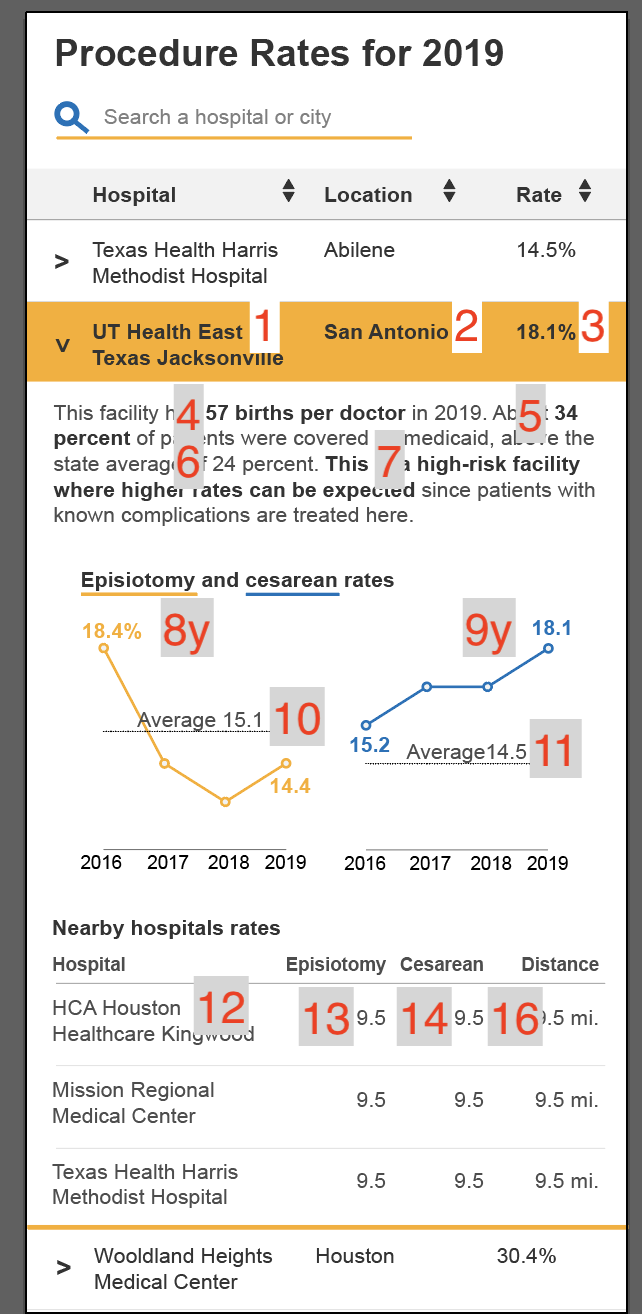 Procedure Rates for 2019
Search a hospital or city
Hospital Location Rate
> Texas Health Harris Abilene 14.5%
Methodist Hospital
v UT Health East 1 San Antonio 2 18.1% 3
Texas Jacksonville
This facility 4 57 births per doctor in 2019. 5 34
percent of were covered medicaid, above the
state average 6 24 percent. This 7 a high-risk facility
where higher rates can be expected since patients with
known complications are treated here.
Episiotomy and cesarean rates
18.4% 8y 9y 18.1
Average 15.1 10
15.2 Average14.5 11
14.4
2016 2017 2018 2019 2016 2017 2018 2019
Nearby hospitals rates
Hospital Episiotomy Cesarean Distance
HCA Houston 12 13 9.5 14 9.5 16 9.5 mi.
Healthcare Kingwood
Mission Regional 9.5 9.5 9.5 mi.
Medical Center
Texas Health Harris 9.5 9.5 9.5 mi.
Methodist Hospital
> Wooldland Heights Houston 30.4%
Medical Center